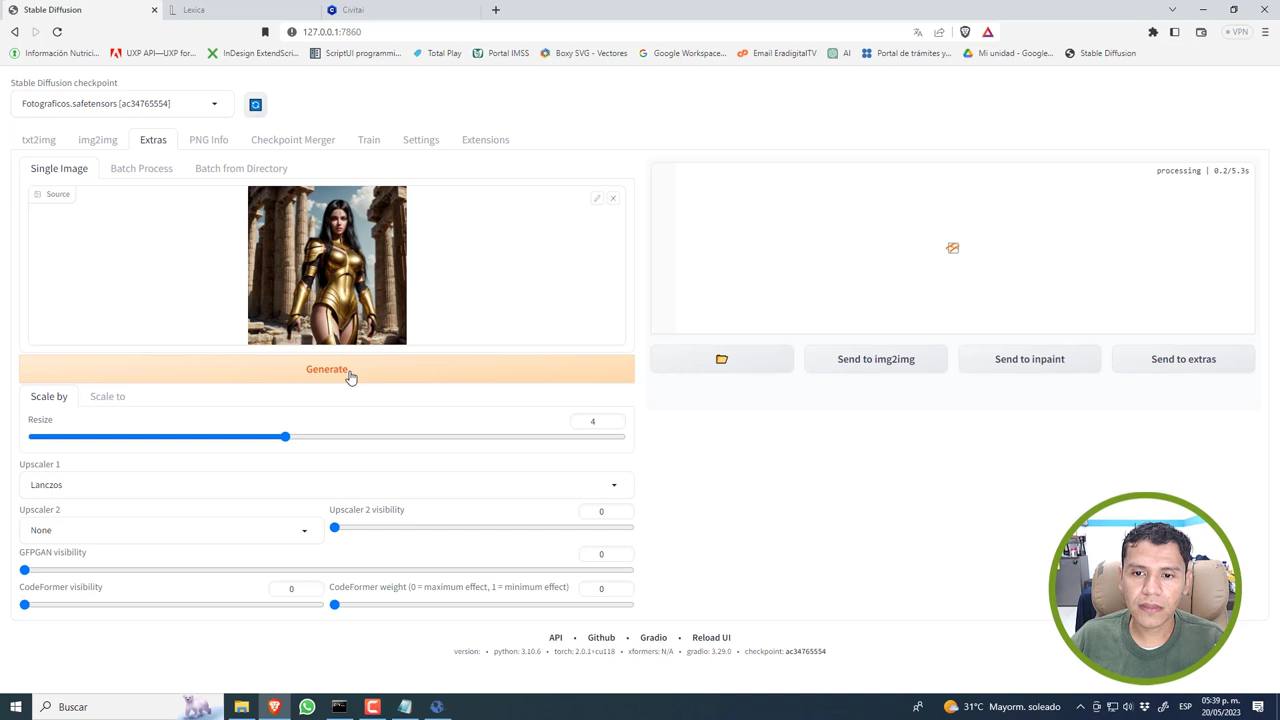 Stable Diffusion
Lexica
Civitai
127.0.0.1:7860
VPN
Información Nutrici...
UXP API—UXP for...
InDesign ExtendScri...
ScriptUI programmi...
Total Play
Portal IMSS
Boxy SVG - Vectores
Google Workspace...
Email EradigitalTV
AI
Portal de trámites y...
Mi unidad - Google...
Stable Diffusion
Stable Diffusion checkpoint
Fotograficos.safetensors [ac34765554]
txt2img
img2img
Extras
PNG Info
Checkpoint Merger
Train
Settings
Extensions
Single Image
Batch Process
Batch from Directory
Source
processing | 0.2/5.3s
Generate
Send to img2img
Send to inpaint
Send to extras
Scale by
Scale to
Resize
4
Upscaler 1
Lanczos
Upscaler 2
None
Upscaler 2 visibility
0
GFPGAN visibility
0
CodeFormer visibility
0
CodeFormer weight (0 = maximum effect, 1 = minimum effect)
0
API • Github • Gradio • Reload UI
version: • python: 3.10.6 • torch: 2.0.1+cu118 • xformers: N/A • gradio: 3.29.0 • checkpoint: ac34765554
Buscar
31°C Mayorm. soleado
ESP
05:39 p. m.
20/05/2023